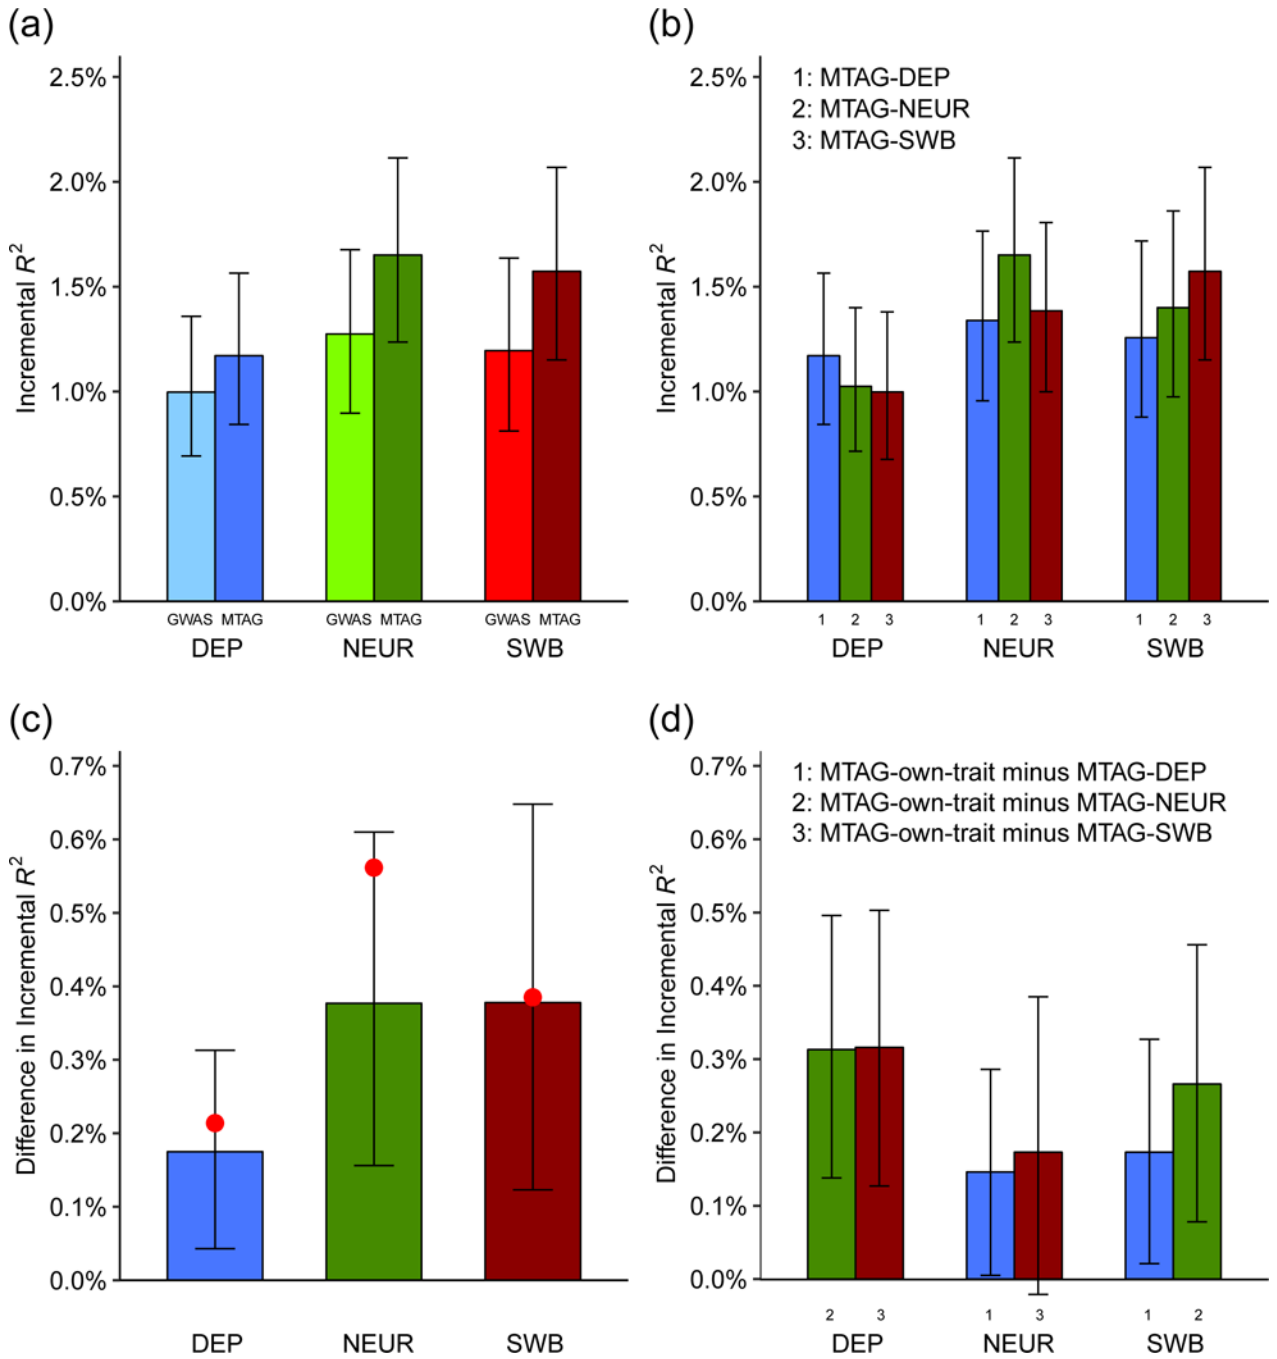 (a)
2.5%
2.0%
1.5%
1.0%
0.5%
0.0%
Incremental R²
GWAS MTAG GWAS MTAG GWAS MTAG
DEP NEUR SWB
(b)
1: MTAG-DEP
2: MTAG-NEUR
3: MTAG-SWB
2.5%
2.0%
1.5%
1.0%
0.5%
0.0%
Incremental R²
1 2 3 1 2 3 1 2 3
DEP NEUR SWB
(c)
0.7%
0.6%
0.5%
0.4%
0.3%
0.2%
0.1%
0.0%
Difference in Incremental R²
DEP NEUR SWB
(d)
1: MTAG-own-trait minus MTAG-DEP
2: MTAG-own-trait minus MTAG-NEUR
3: MTAG-own-trait minus MTAG-SWB
0.7%
0.6%
0.5%
0.4%
0.3%
0.2%
0.1%
0.0%
Difference in Incremental R²
2 3 1 3 1 2
DEP NEUR SWB